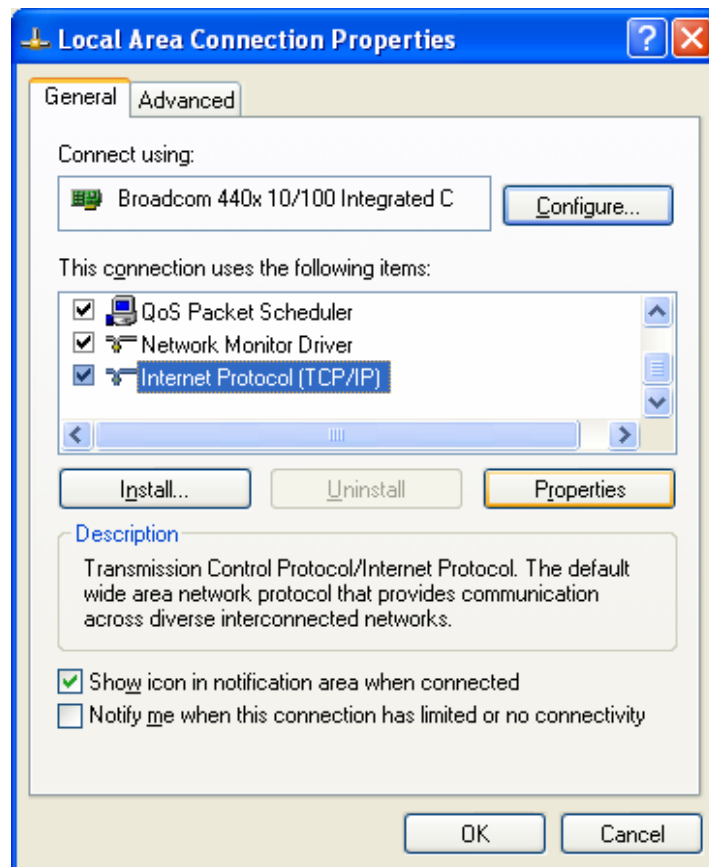 Local Area Connection Properties
General
Advanced
Connect using:
Broadcom 440x 10/100 Integrated C
Configure...
This connection uses the following items:
QoS Packet Scheduler
Network Monitor Driver
Internet Protocol (TCP/IP)
Install...
Uninstall
Properties
Description
Transmission Control Protocol/Internet Protocol. The default
wide area network protocol that provides communication
across diverse interconnected networks.
Show icon in notification area when connected
Notify me when this connection has limited or no connectivity
OK
Cancel